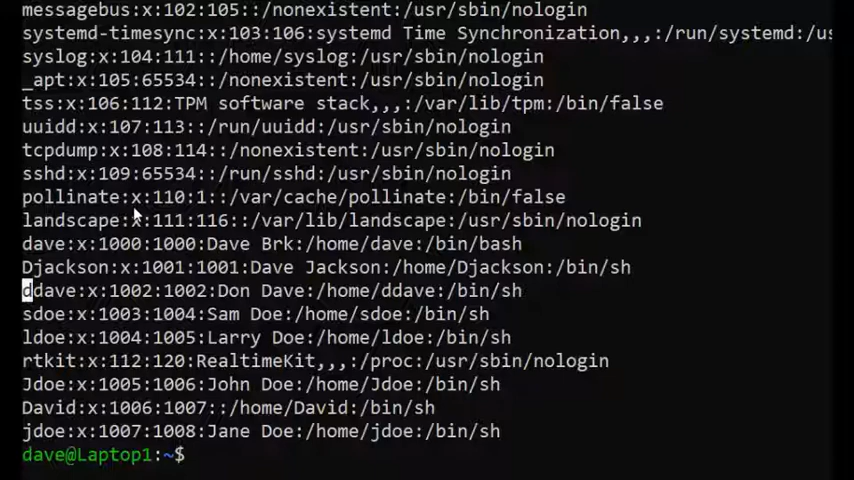 messagebus:x:102:105::/nonexistent:/usr/sbin/nologin
systemd-timesync:x:103:106:systemd Time Synchronization,,,:/run/systemd:/us
syslog:x:104:111::/home/syslog:/usr/sbin/nologin
_apt:x:105:65534::/nonexistent:/usr/sbin/nologin
tss:x:106:112:TPM software stack,,,:/var/lib/tpm:/bin/false
uuidd:x:107:113::/run/uuidd:/usr/sbin/nologin
tcpdump:x:108:114::/nonexistent:/usr/sbin/nologin
sshd:x:109:65534::/run/sshd:/usr/sbin/nologin
pollinate:x:110:1::/var/cache/pollinate:/bin/false
landscape:x:111:116::/var/lib/landscape:/usr/sbin/nologin
dave:x:1000:1000:Dave Brk:/home/dave:/bin/bash
Djackson:x:1001:1001:Dave Jackson:/home/Djackson:/bin/sh
ddave:x:1002:1002:Don Dave:/home/ddave:/bin/sh
sdoe:x:1003:1004:Sam Doe:/home/sdoe:/bin/sh
ldoe:x:1004:1005:Larry Doe:/home/ldoe:/bin/sh
rtkit:x:112:120:RealtimeKit,,,:/proc:/usr/sbin/nologin
Jdoe:x:1005:1006:John Doe:/home/Jdoe:/bin/sh
David:x:1006:1007::/home/David:/bin/sh
jdoe:x:1007:1008:Jane Doe:/home/jdoe:/bin/sh
dave@Laptop1:~$